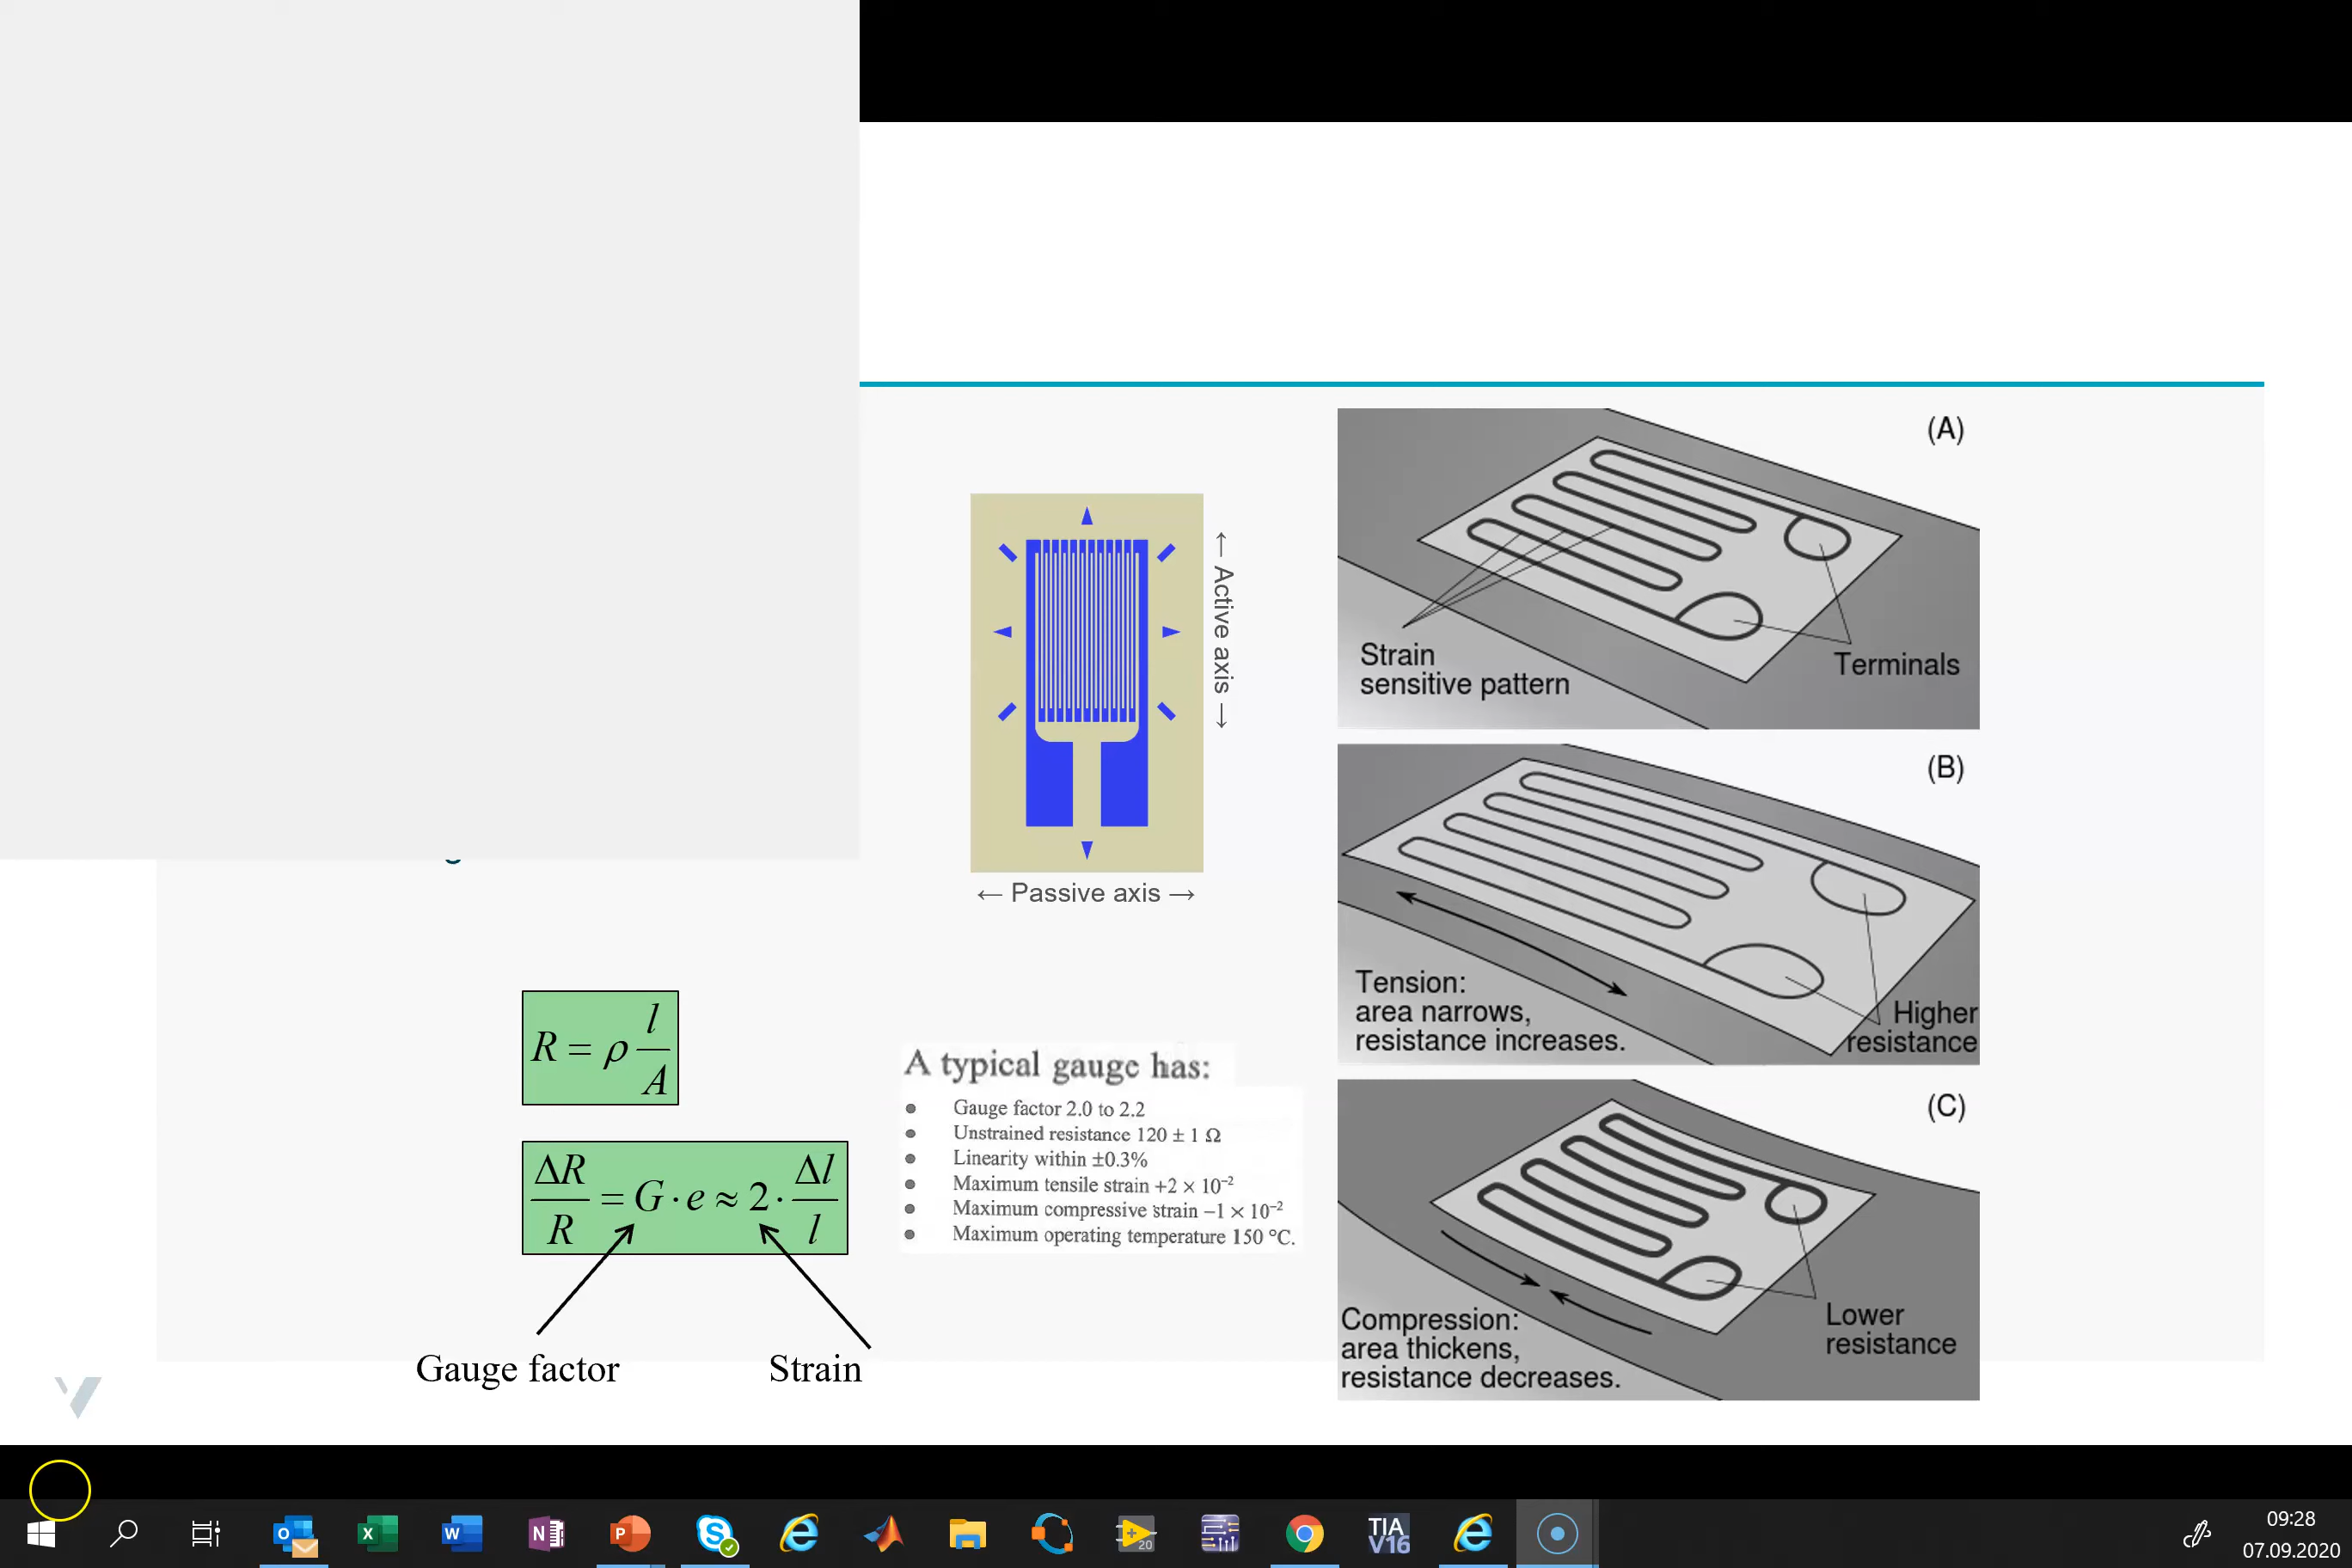 ← Active axis →
← Passive axis →
R = ρ l/A
ΔR/R = G · e ≈ 2 · Δl/l
Gauge factor
Strain
A typical gauge has:
• Gauge factor 2.0 to 2.2
• Unstrained resistance 120 ± 1 Ω
• Linearity within ±0.3%
• Maximum tensile strain +2 × 10⁻²
• Maximum compressive strain −1 × 10⁻²
• Maximum operating temperature 150 °C.
(A)
Strain
sensitive pattern
Terminals
(B)
Tension:
area narrows,
resistance increases.
Higher
resistance
(C)
Compression:
area thickens,
resistance decreases.
Lower
resistance
TIA
V16
20
09:28
07.09.2020